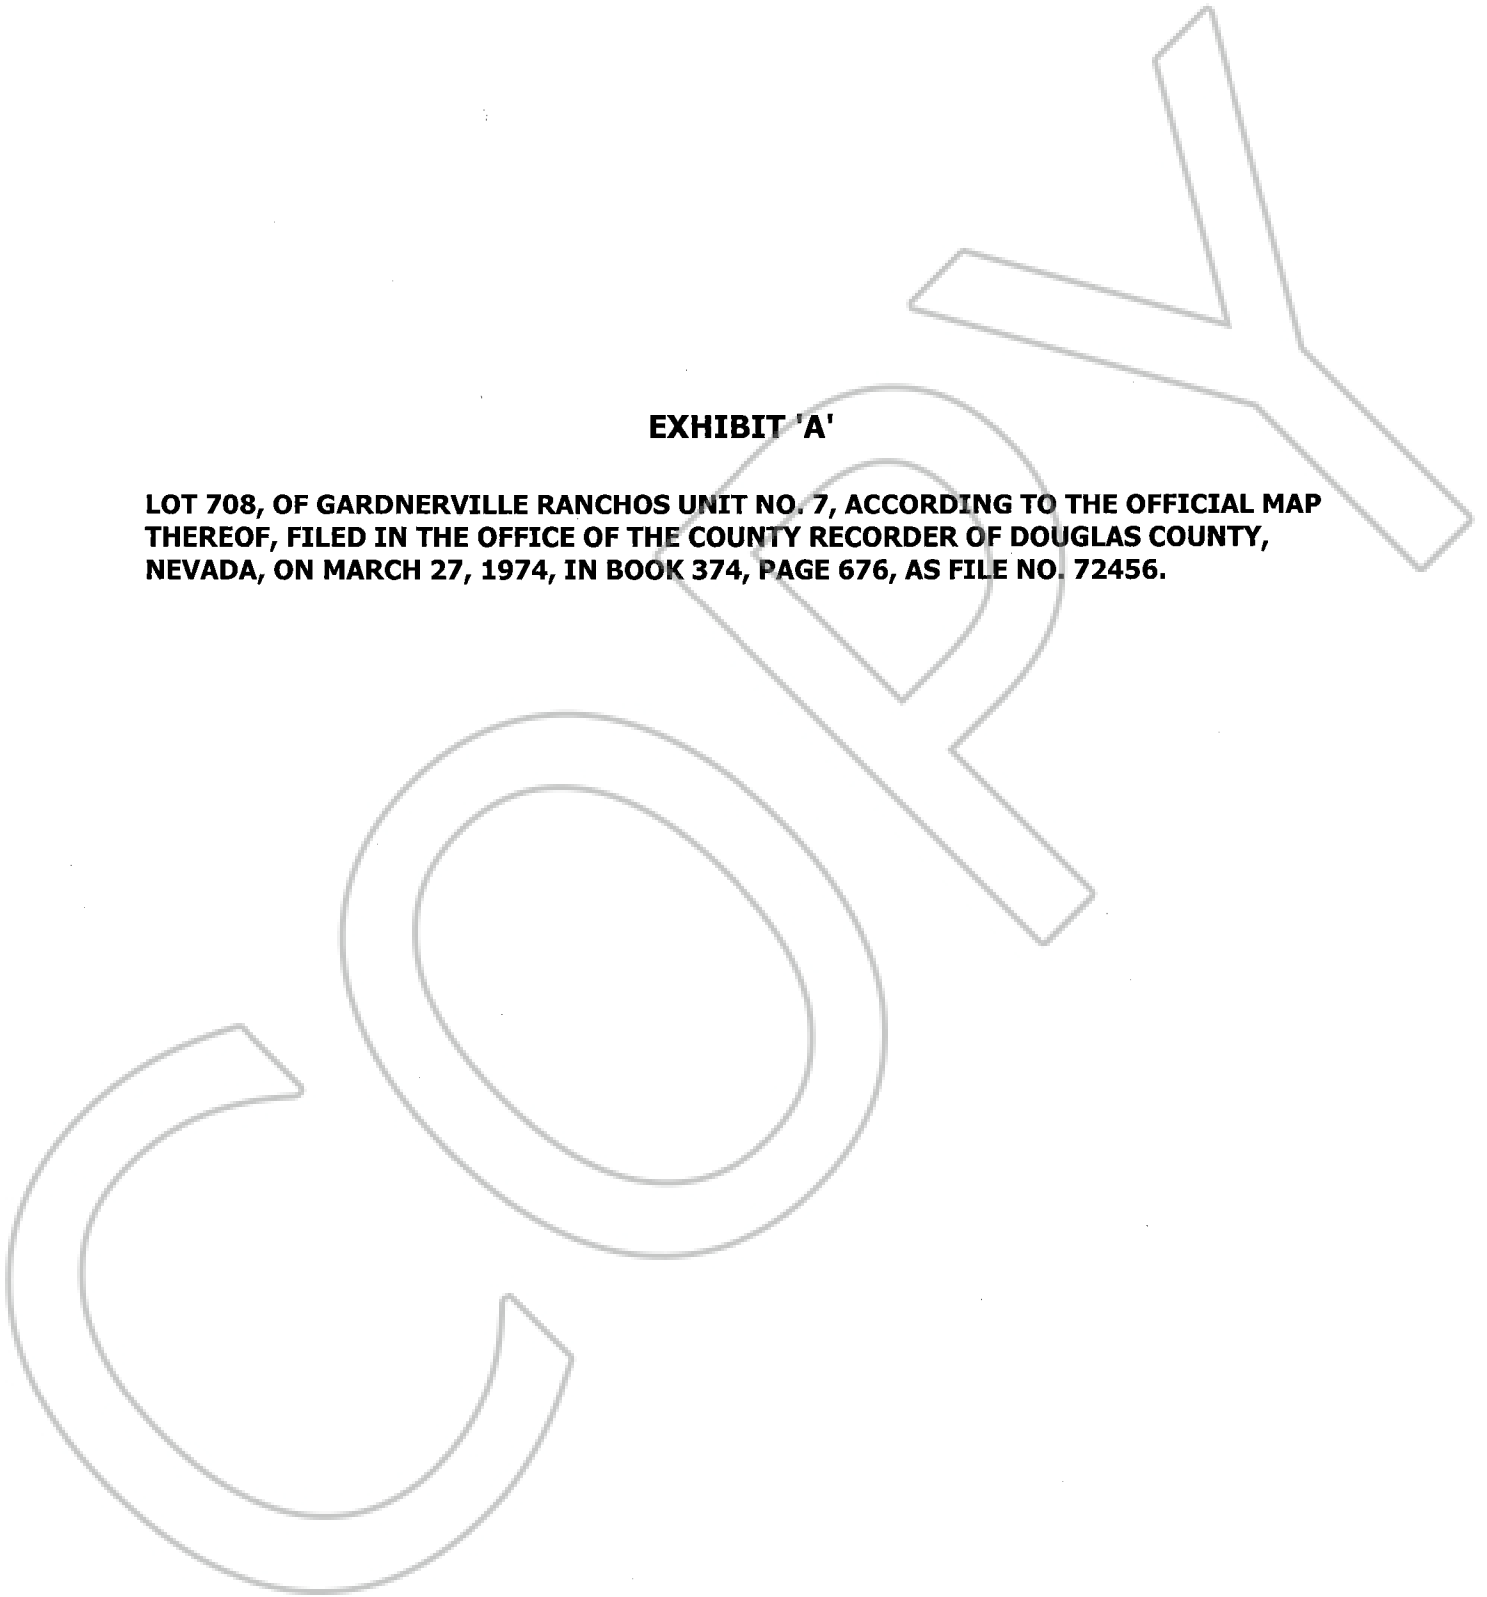 EXHIBIT 'A'
LOT 708, OF GARDNERVILLE RANCHOS UNIT NO. 7, ACCORDING TO THE OFFICIAL MAP
THEREOF, FILED IN THE OFFICE OF THE COUNTY RECORDER OF DOUGLAS COUNTY,
NEVADA, ON MARCH 27, 1974, IN BOOK 374, PAGE 676, AS FILE NO. 72456.
COPY